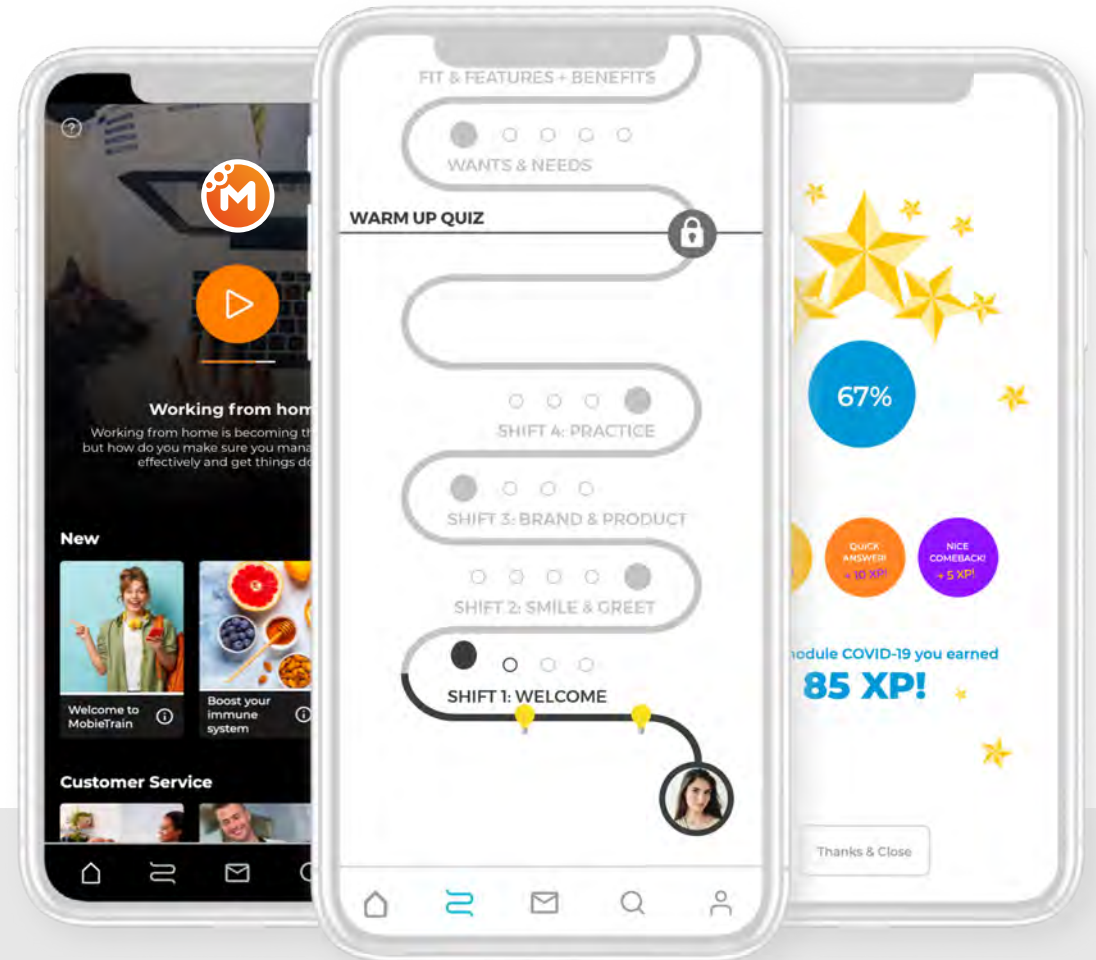 ?
M
Working from hom
Working from home is becoming th
but how do you make sure you mana
effectively and get things do
New
Welcome to
MobieTrain
Boost your
immune
system
Customer Service
FIT & FEATURES + BENEFITS
WANTS & NEEDS
WARM UP QUIZ
SHIFT 4: PRACTICE
SHIFT 3: BRAND & PRODUCT
SHIFT 2: SMILE & GREET
SHIFT 1: WELCOME
67%
QUICK
ANSWER!
+ 10 XP!
NICE
COMEBACK!
+ 5 XP!
odule COVID-19 you earned
85 XP!
Thanks & Close